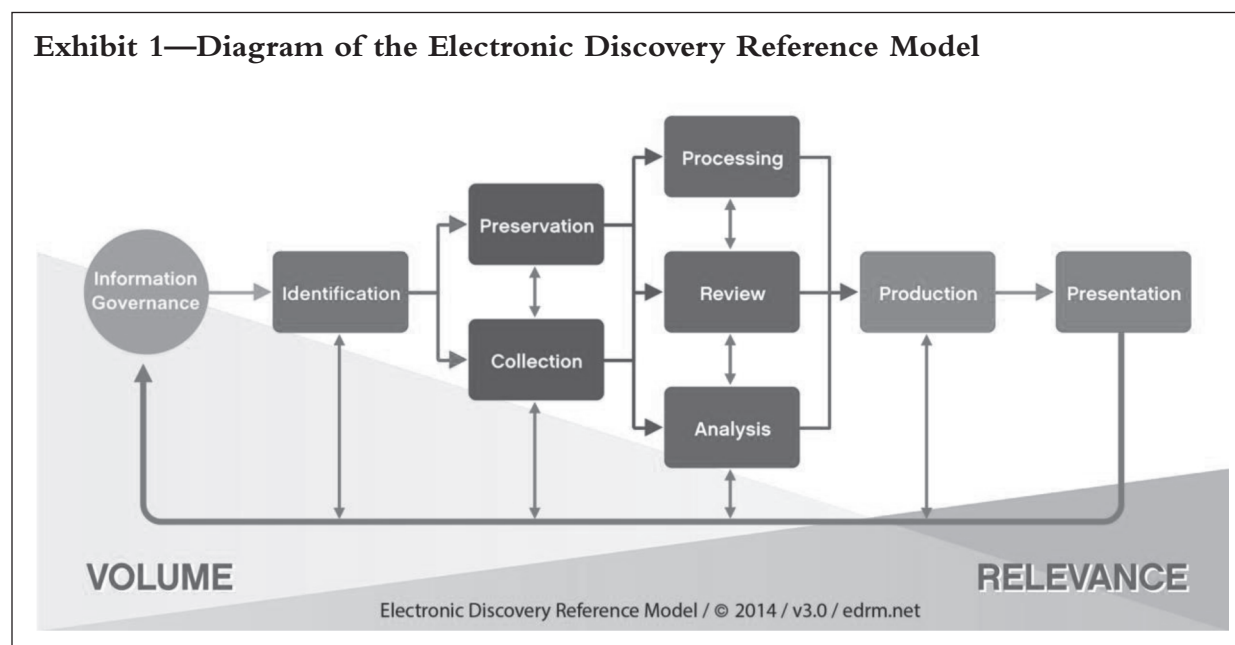 Exhibit 1—Diagram of the Electronic Discovery Reference Model
Information
Governance
Identification
Preservation
Collection
Processing
Review
Analysis
Production
Presentation
VOLUME
RELEVANCE
Electronic Discovery Reference Model / © 2014 / v3.0 / edrm.net